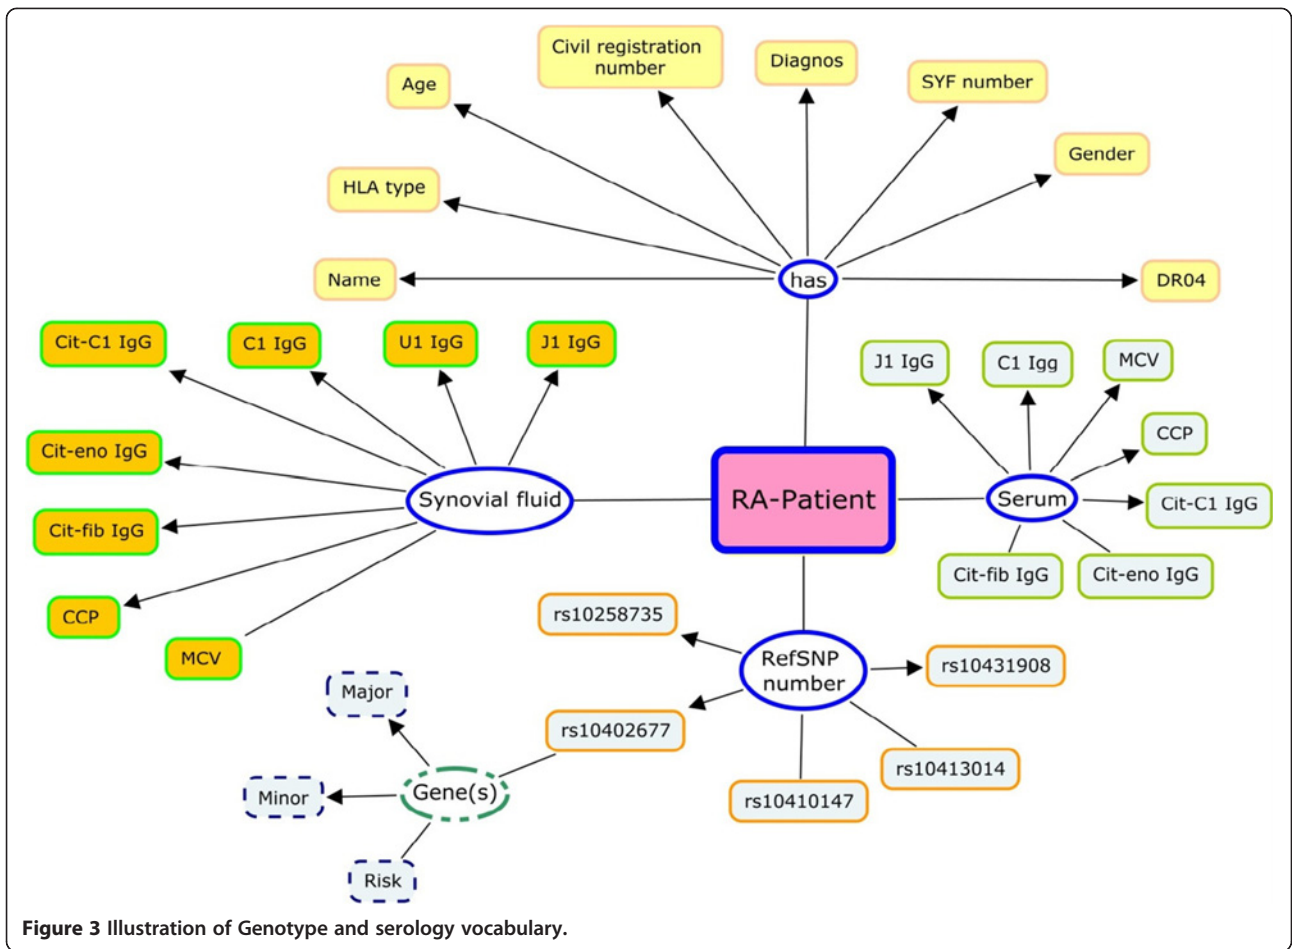 Civil registration
number
Diagnos
Age
SYF number
Gender
HLA type
has
Name
DR04
Cit-C1 IgG
C1 IgG
U1 IgG
J1 IgG
J1 IgG
C1 Igg
MCV
Cit-eno IgG
CCP
Synovial fluid
RA-Patient
Serum
Cit-C1 IgG
Cit-fib IgG
Cit-fib IgG
Cit-eno IgG
CCP
MCV
rs10258735
RefSNP
number
rs10431908
Major
rs10402677
rs10413014
Minor
Gene(s)
rs10410147
Risk
Figure 3 Illustration of Genotype and serology vocabulary.